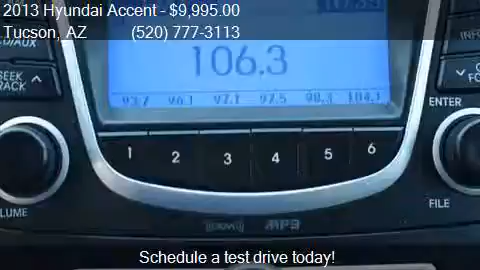 2013 Hyundai Accent - $9,995.00
Tucson, AZ (520) 777-3113
106.3
SEEK
TRACK
93.7 96.1 97.1 97.5 98.3 104.1
ENTER
1 2 3 4 5 6
FILE
MP3
Schedule a test drive today!